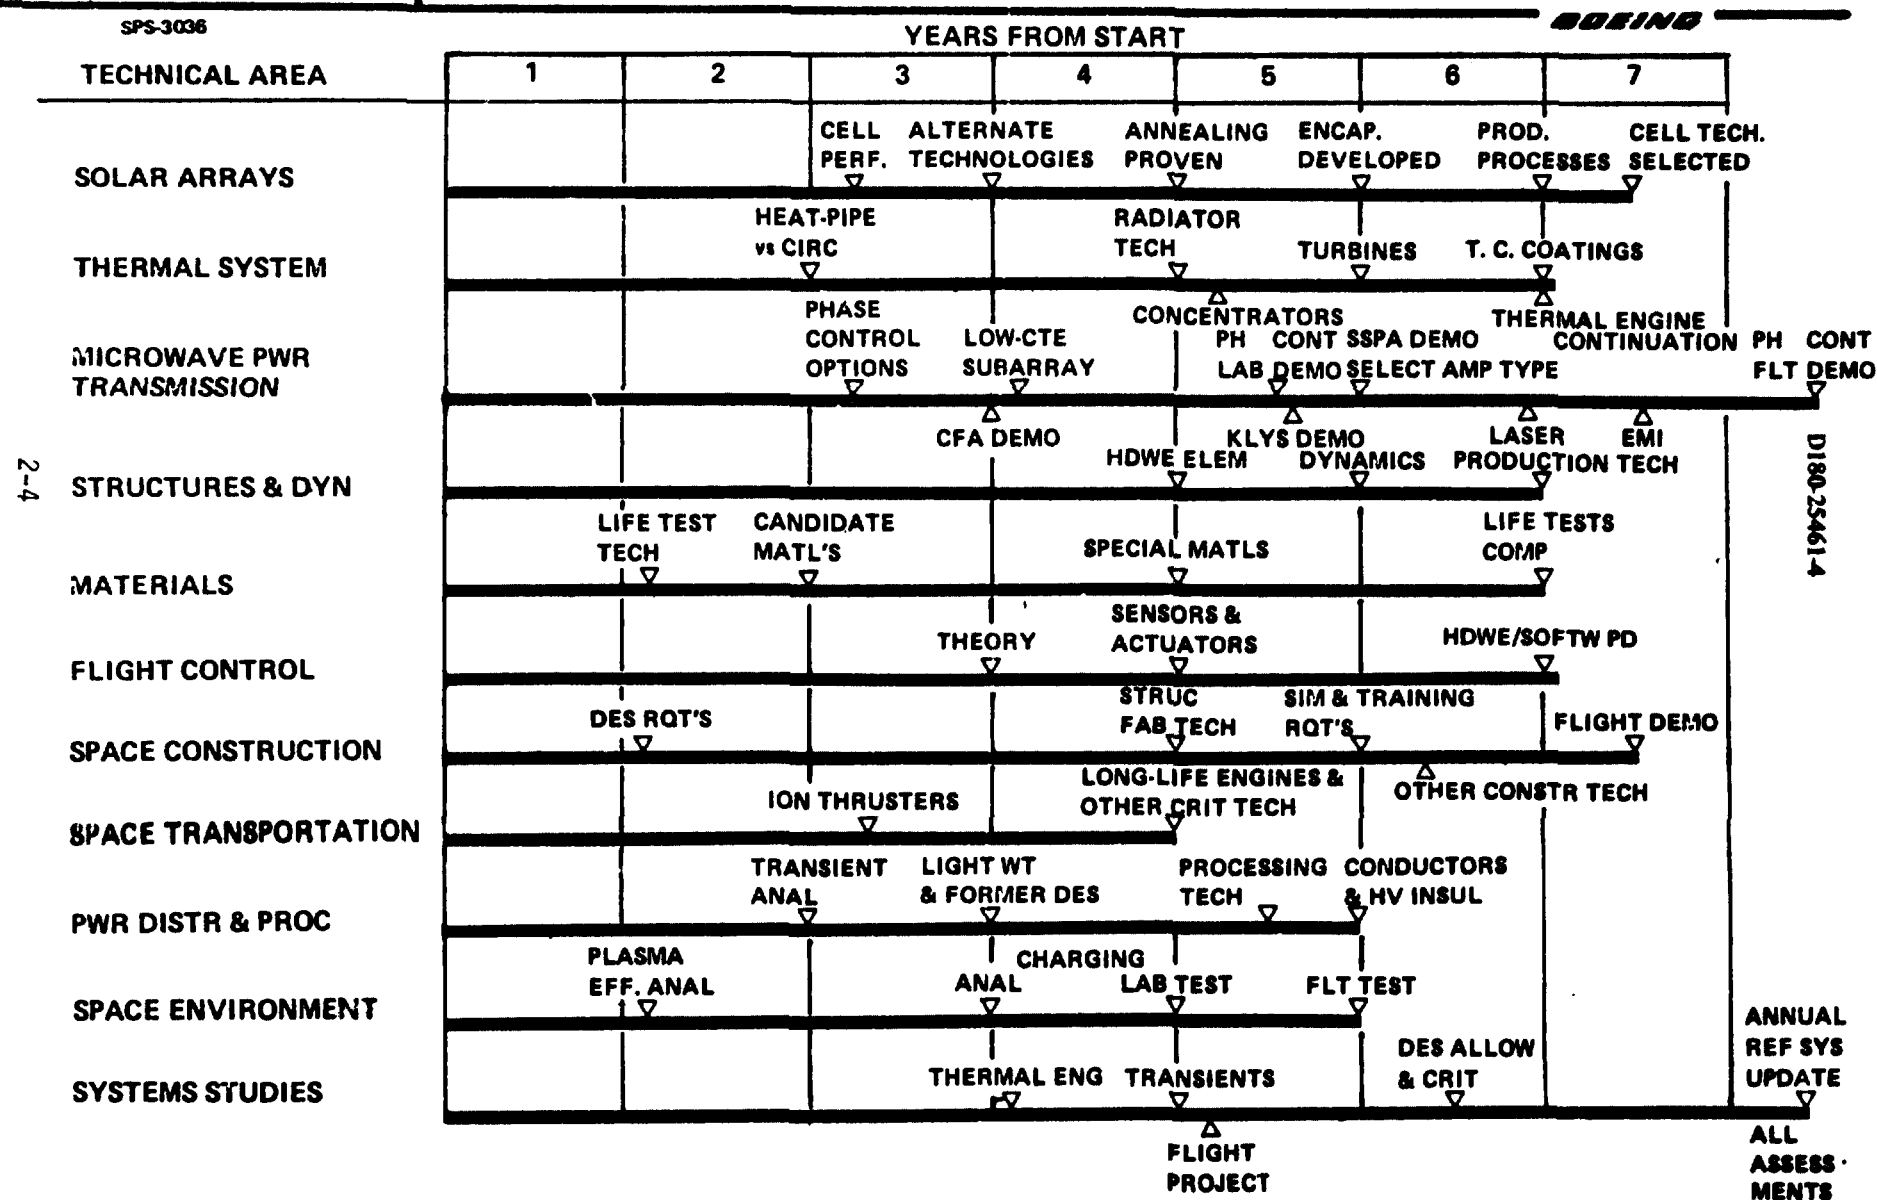 SPS-3036
BOEING
YEARS FROM START
TECHNICAL AREA
1 2 3 4 5 6 7
CELL ALTERNATE ANNEALING ENCAP. PROD. CELL TECH.
PERF. TECHNOLOGIES PROVEN DEVELOPED PROCESSES SELECTED
SOLAR ARRAYS
HEAT-PIPE RADIATOR
vs CIRC TECH TURBINES T. C. COATINGS
THERMAL SYSTEM
CONCENTRATORS THERMAL ENGINE
CONTINUATION
PHASE
CONTROL LOW-CTE PH CONT SSPA DEMO PH CONT
OPTIONS SUBARRAY LAB DEMO SELECT AMP TYPE FLT DEMO
MICROWAVE PWR
TRANSMISSION
CFA DEMO KLYS DEMO LASER EMI
HDWE ELEM DYNAMICS PRODUCTION TECH
STRUCTURES & DYN
LIFE TEST CANDIDATE LIFE TESTS
TECH MATL'S SPECIAL MATLS COMP
MATERIALS
SENSORS &
THEORY ACTUATORS HDWE/SOFTW PD
FLIGHT CONTROL
STRUC SIM & TRAINING
DES RQT'S FAB TECH RQT'S FLIGHT DEMO
SPACE CONSTRUCTION
OTHER CONSTR TECH
LONG-LIFE ENGINES &
ION THRUSTERS OTHER CRIT TECH
SPACE TRANSPORTATION
TRANSIENT LIGHT WT PROCESSING CONDUCTORS
ANAL & FORMER DES TECH & HV INSUL
PWR DISTR & PROC
PLASMA CHARGING
EFF. ANAL ANAL LAB TEST FLT TEST
SPACE ENVIRONMENT
ANNUAL
DES ALLOW REF SYS
THERMAL ENG TRANSIENTS & CRIT UPDATE
SYSTEMS STUDIES
FLIGHT ALL
PROJECT ASSESS-
MENTS
2-4
D180-25461-4